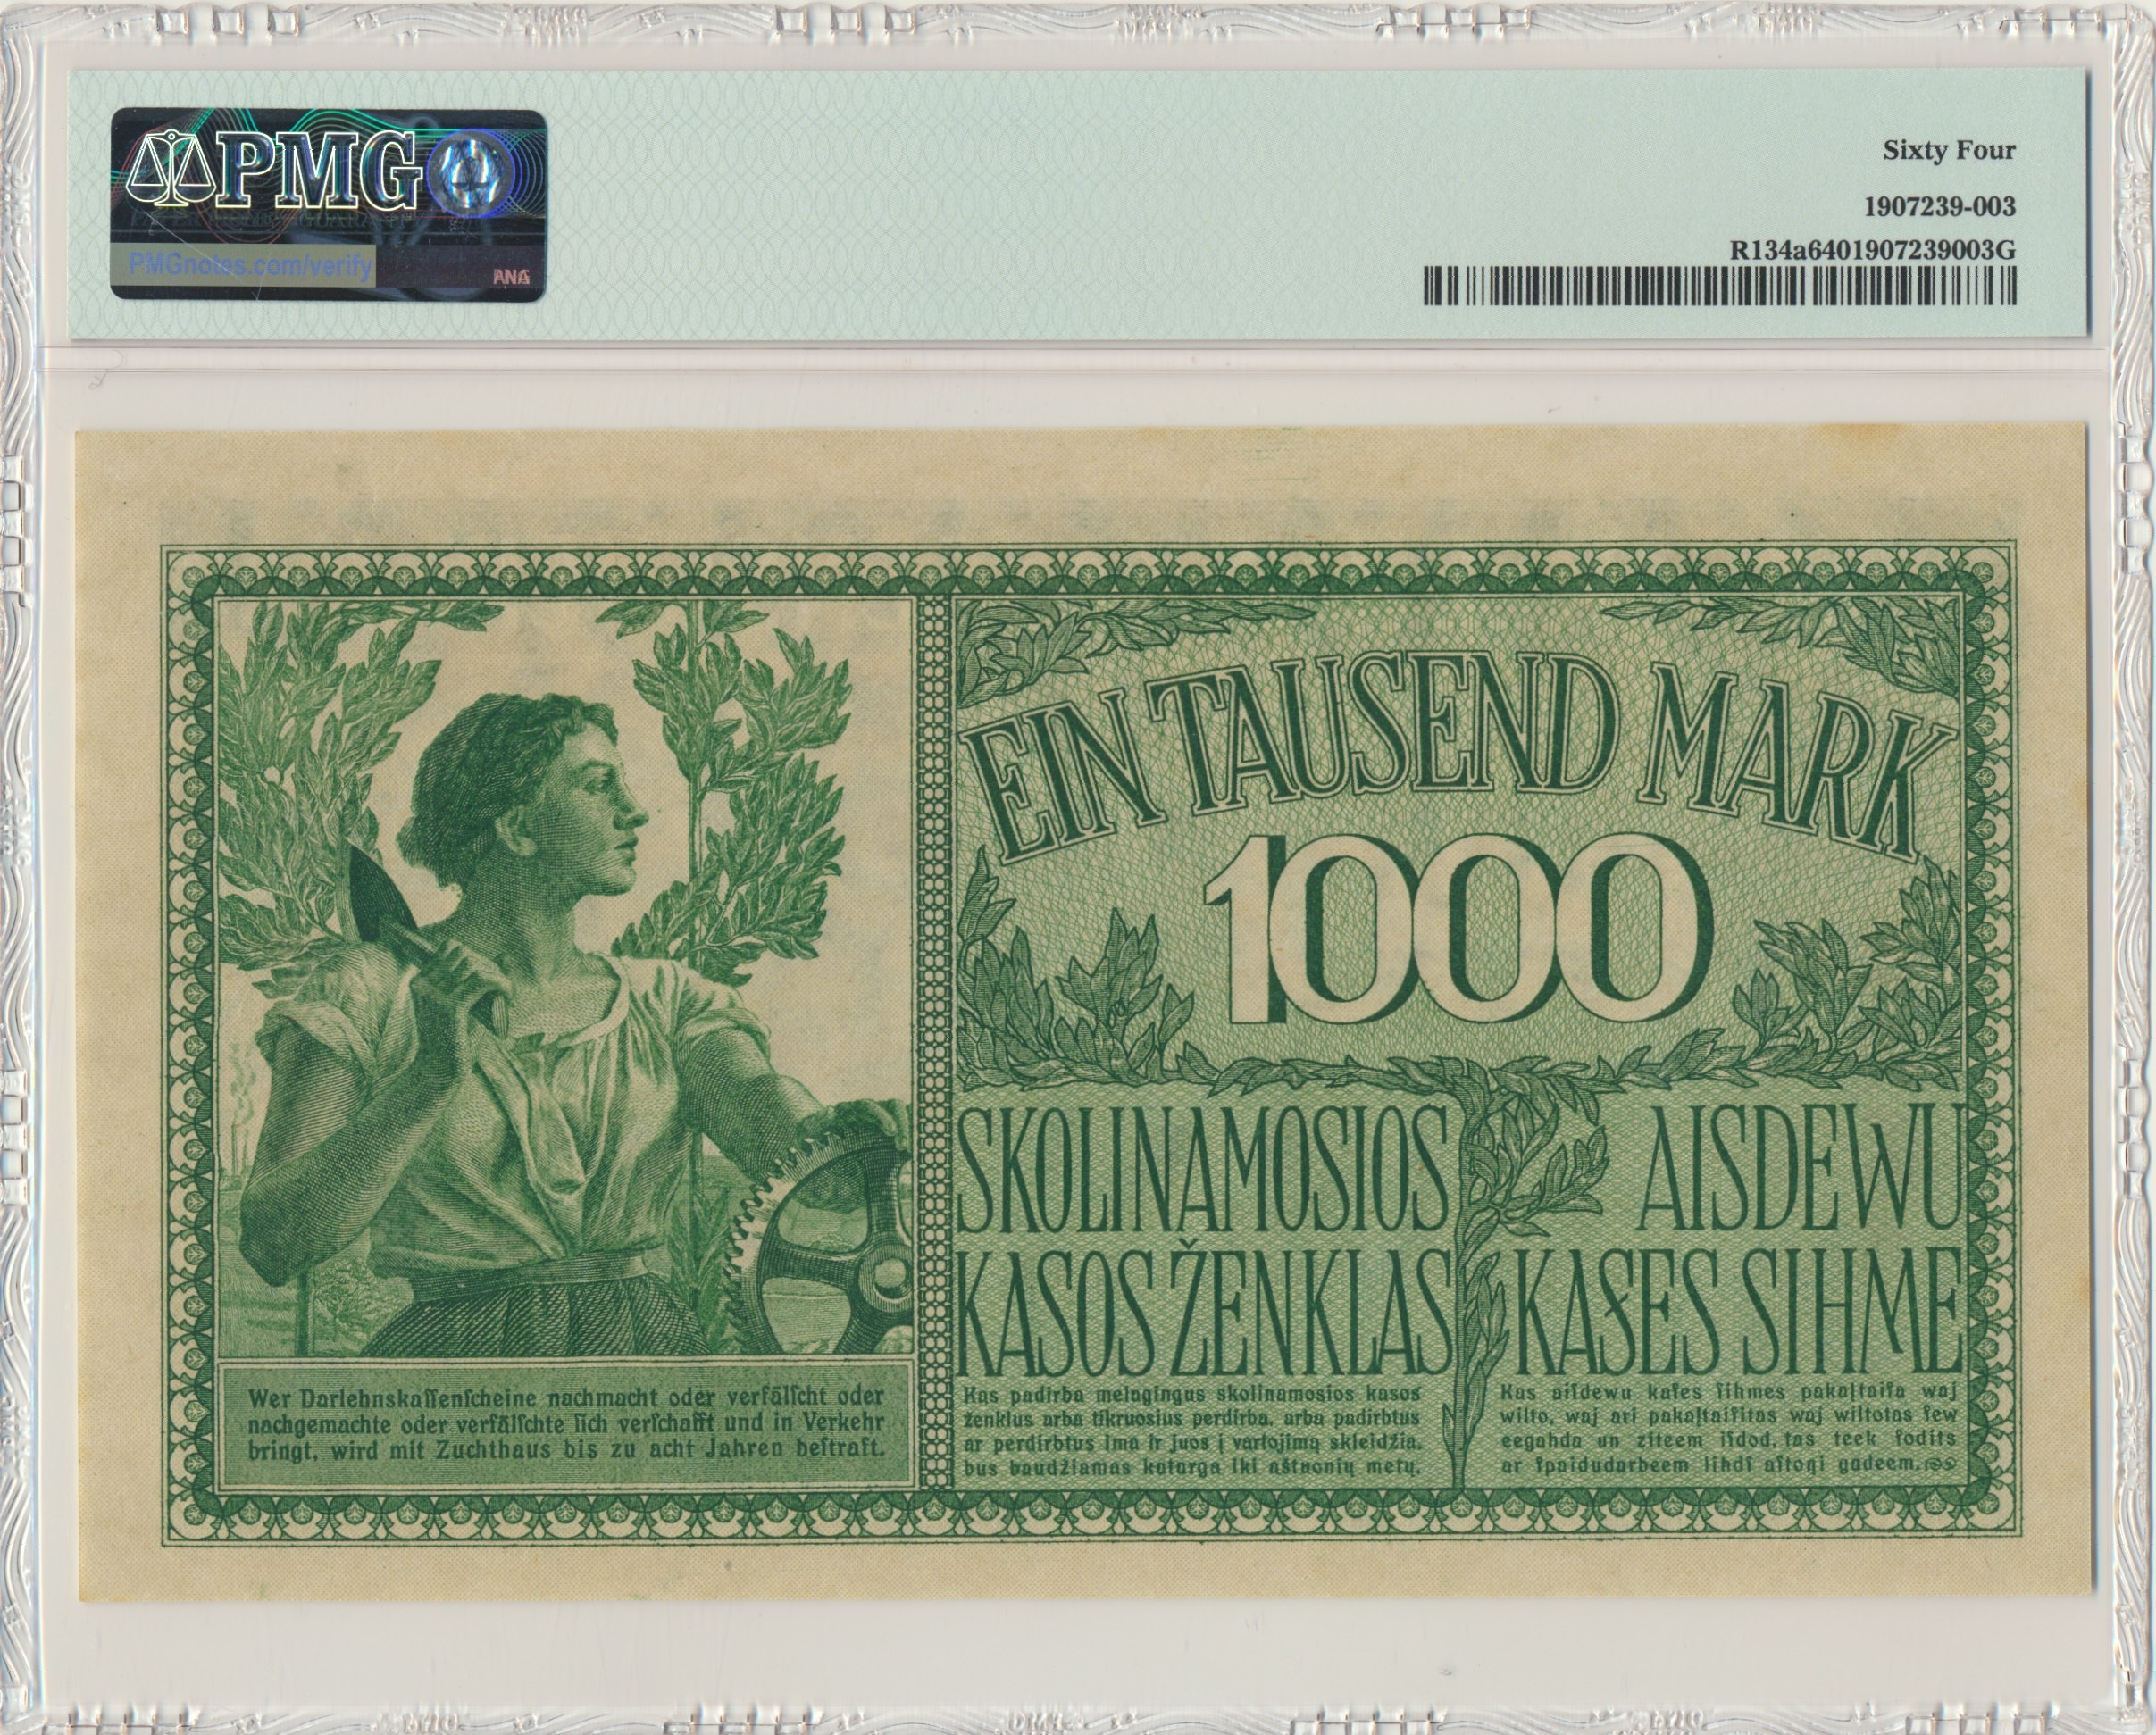 PMG
PMGnotes.com/verify
ANA
Sixty Four
1907239-003
R134a6401907239003G
EIN TAUSEND MARK
1000
SKOLINAMOSIOS
KASOS ŽENKLAS
AISDEWU
KAȘES SIHME
Wer Darlehnskaſſenſcheine nachmacht oder verfälſcht oder
nachgemachte oder verfälſchte ſich verſchafft und in Verkehr
bringt, wird mit Zuchthaus bis zu acht Jahren beſtraft.
Kas padirba melagingus skolinamosios kasos
ženklus arba tikruosius perdirba, arba padirbtus
ar perdirbtus ima ir juos į vartojimą skleidžia,
bus baudžiamas katorga iki aštuonių metų.
Kas aiſdewu kaſes ſihmes pakaļtaiſa waj
wilto, waj ari pakaļtaiſitas waj wiltotas ſew
eegahda un ziteem iſdod, tas teek ſodits
ar ſpaidudarbeem lihdſ aſtoņi gadeem.